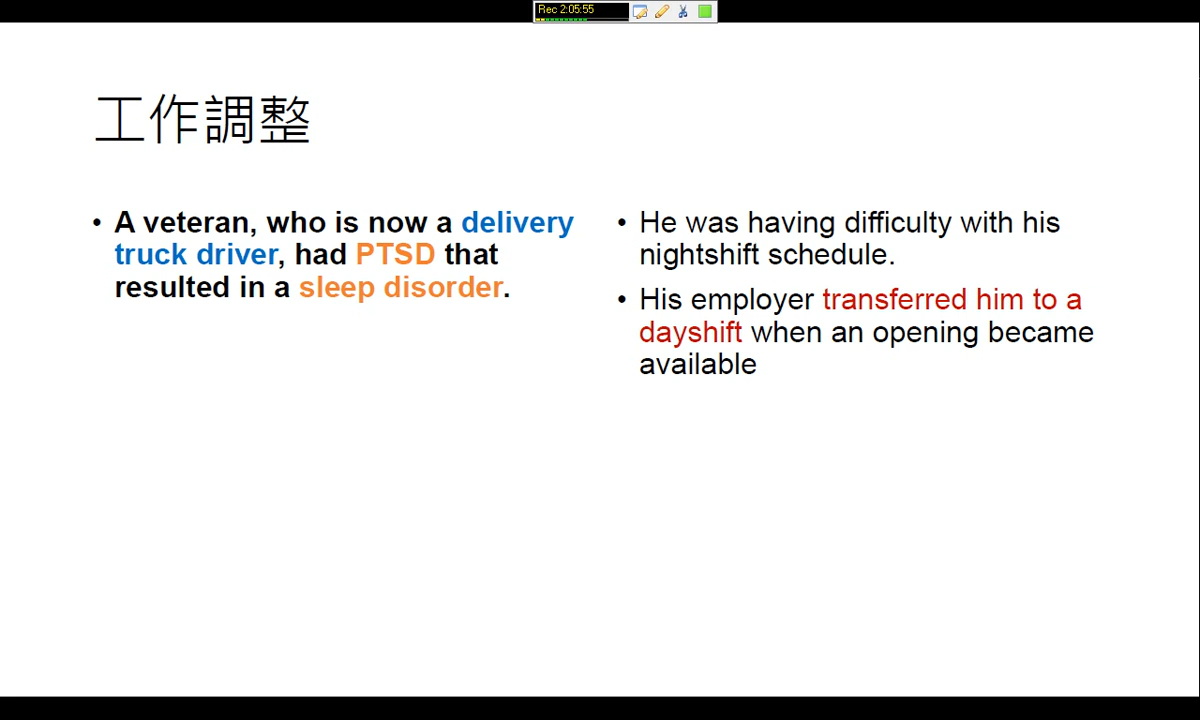 Rec 2:05:55
工作調整
• A veteran, who is now a delivery
truck driver, had PTSD that
resulted in a sleep disorder.
• He was having difficulty with his
nightshift schedule.
• His employer transferred him to a
dayshift when an opening became
available